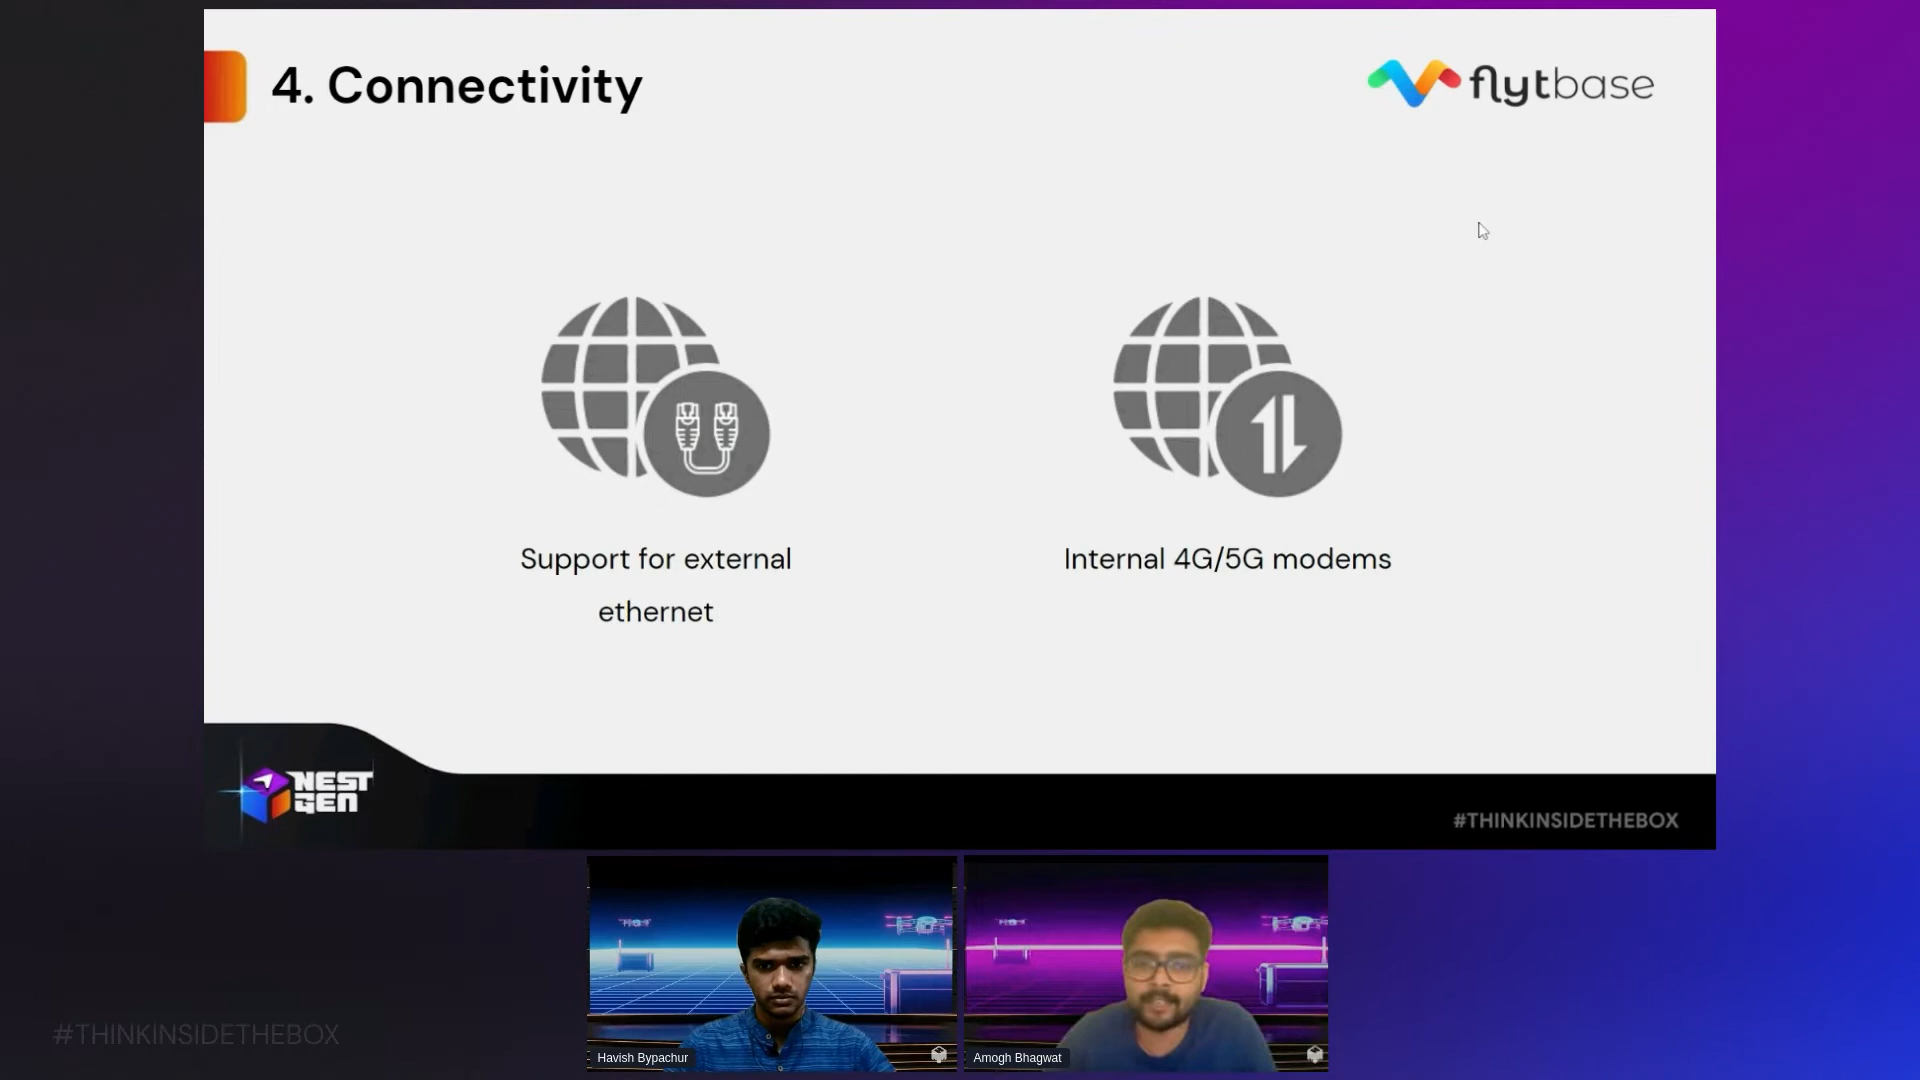 4. Connectivity
flytbase
Support for external
ethernet
Internal 4G/5G modems
NEST
GEN
#THINKINSIDETHEBOX
Havish Bypachur
Amogh Bhagwat
#THINKINSIDETHEBOX